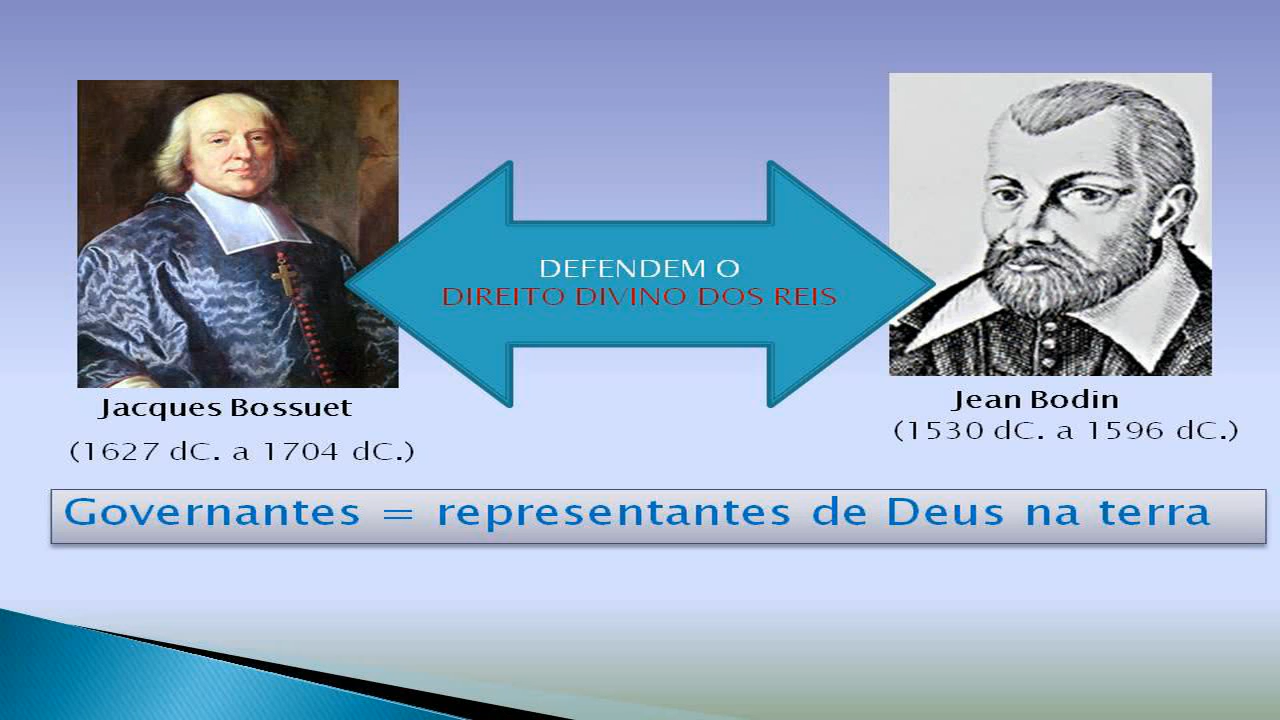 DEFENDEM O
DIREITO DIVINO DOS REIS
Jacques Bossuet
(1627 dC. a 1704 dC.)
Jean Bodin
(1530 dC. a 1596 dC.)
Governantes = representantes de Deus na terra